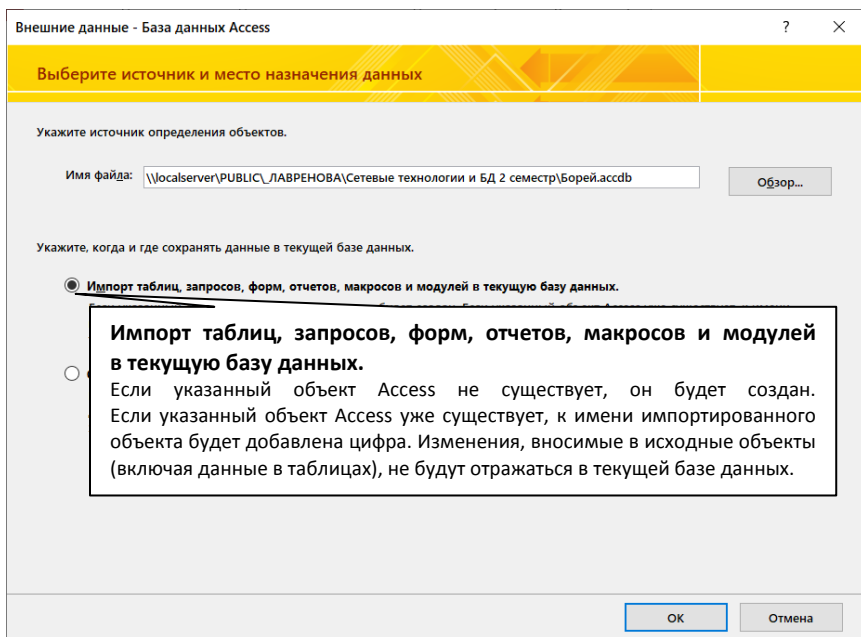 Внешние данные - База данных Access
Выберите источник и место назначения данных
Укажите источник определения объектов.
Имя файла: \\localserver\PUBLIC\_ЛАВРЕНОВА\Сетевые технологии и БД 2 семестр\Борей.accdb Обзор...
Укажите, когда и где сохранять данные в текущей базе данных.
Импорт таблиц, запросов, форм, отчетов, макросов и модулей в текущую базу данных.
Импорт таблиц, запросов, форм, отчетов, макросов и модулей
в текущую базу данных.
Если указанный объект Access не существует, он будет создан.
Если указанный объект Access уже существует, к имени импортированного
объекта будет добавлена цифра. Изменения, вносимые в исходные объекты
(включая данные в таблицах), не будут отражаться в текущей базе данных.
ОК Отмена